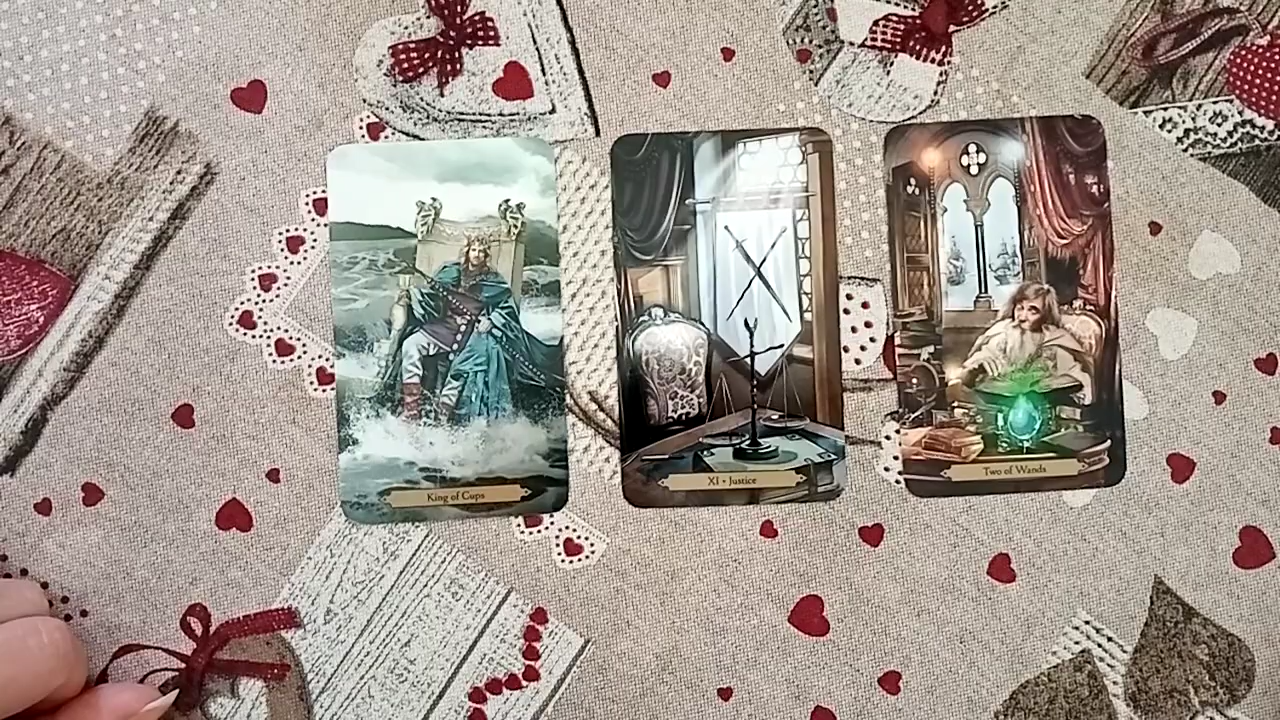 King of Cups
XI • Justice
Two of Wands